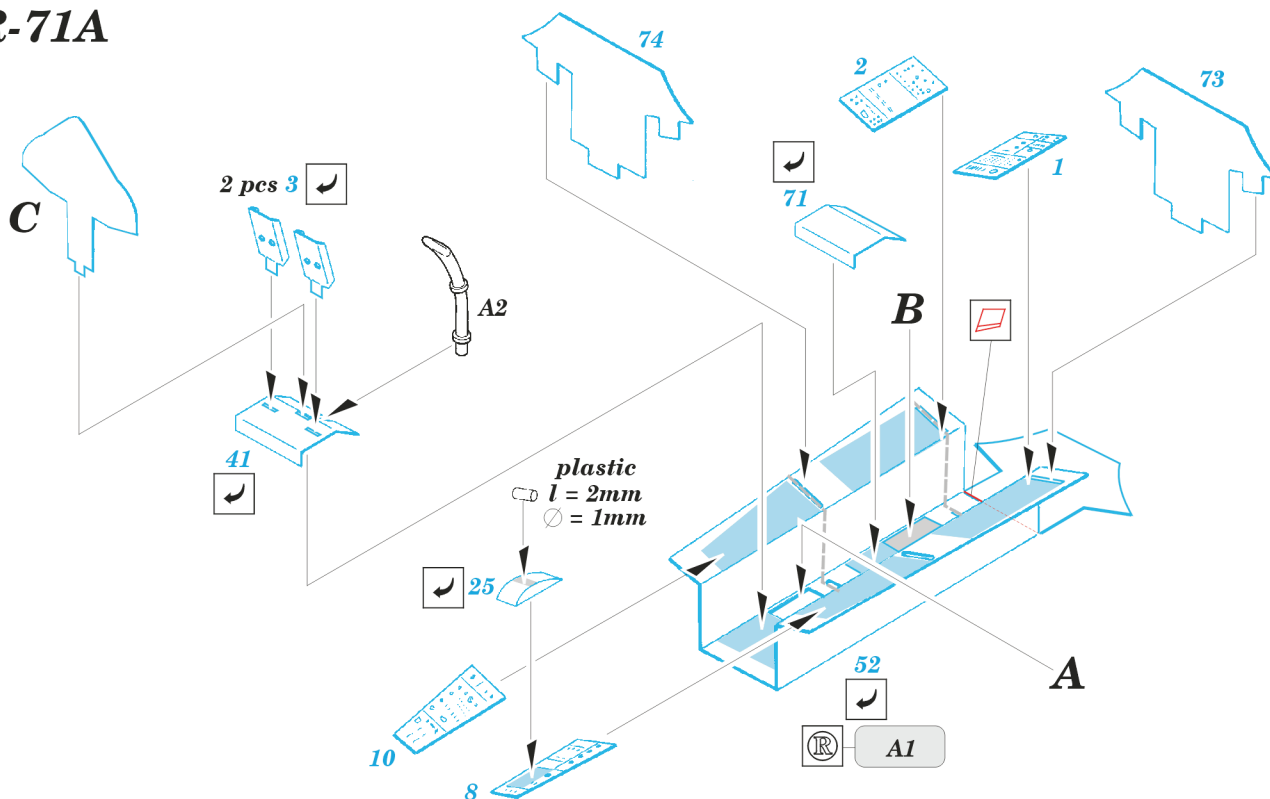 -71A
74
2
73
1
C
2 pcs 3
71
A2
B
41
plastic
l = 2mm
∅ = 1mm
25
52
A
10
® A1
8